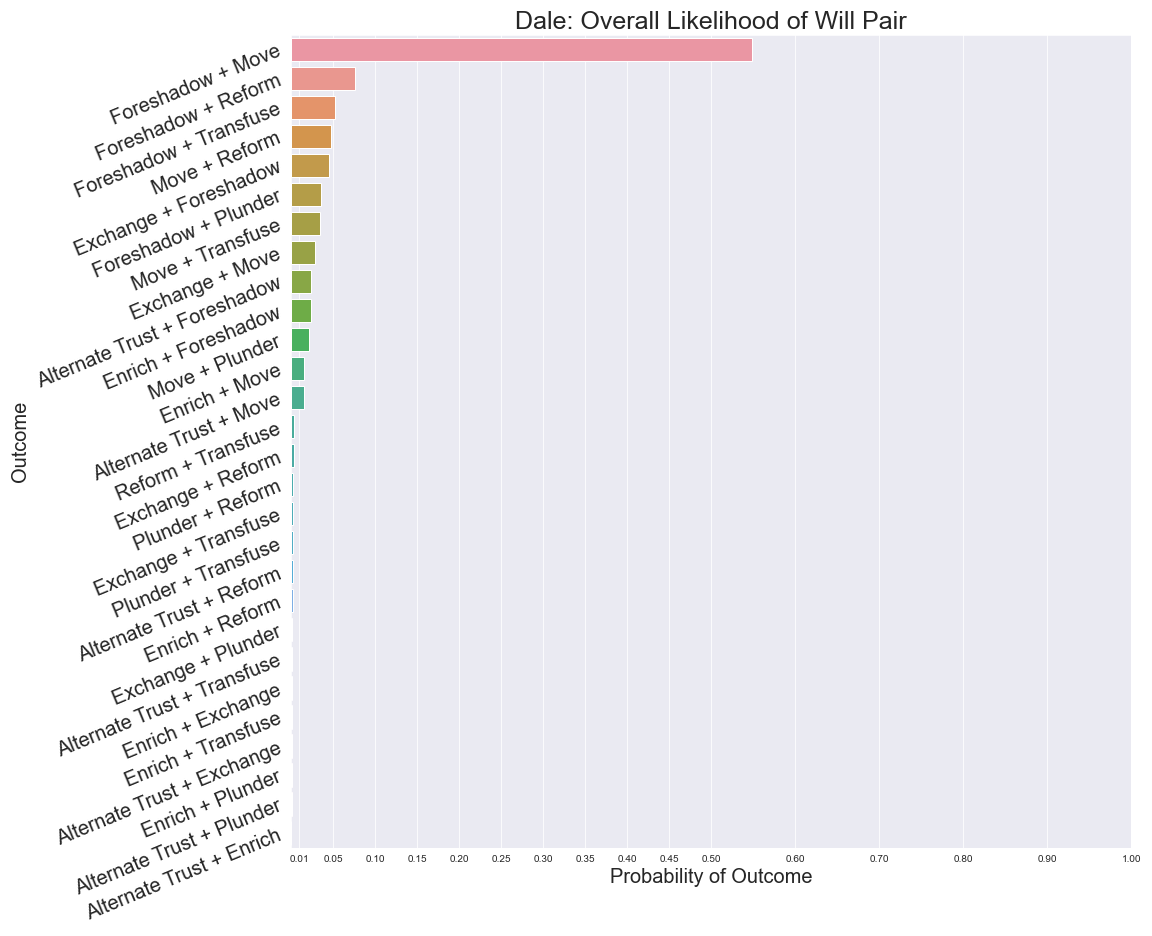 Dale: Overall Likelihood of Will Pair
Foreshadow + Move
Foreshadow + Reform
Foreshadow + Transfuse
Move + Reform
Exchange + Foreshadow
Foreshadow + Plunder
Move + Transfuse
Exchange + Move
Alternate Trust + Foreshadow
Enrich + Foreshadow
Move + Plunder
Enrich + Move
Alternate Trust + Move
Reform + Transfuse
Exchange + Reform
Plunder + Reform
Exchange + Transfuse
Plunder + Transfuse
Alternate Trust + Reform
Enrich + Reform
Exchange + Plunder
Alternate Trust + Transfuse
Enrich + Exchange
Enrich + Transfuse
Alternate Trust + Exchange
Enrich + Plunder
Alternate Trust + Plunder
Alternate Trust + Enrich
Outcome
0.01 0.05 0.10 0.15 0.20 0.25 0.30 0.35 0.40 0.45 0.50 0.60 0.70 0.80 0.90 1.00
Probability of Outcome